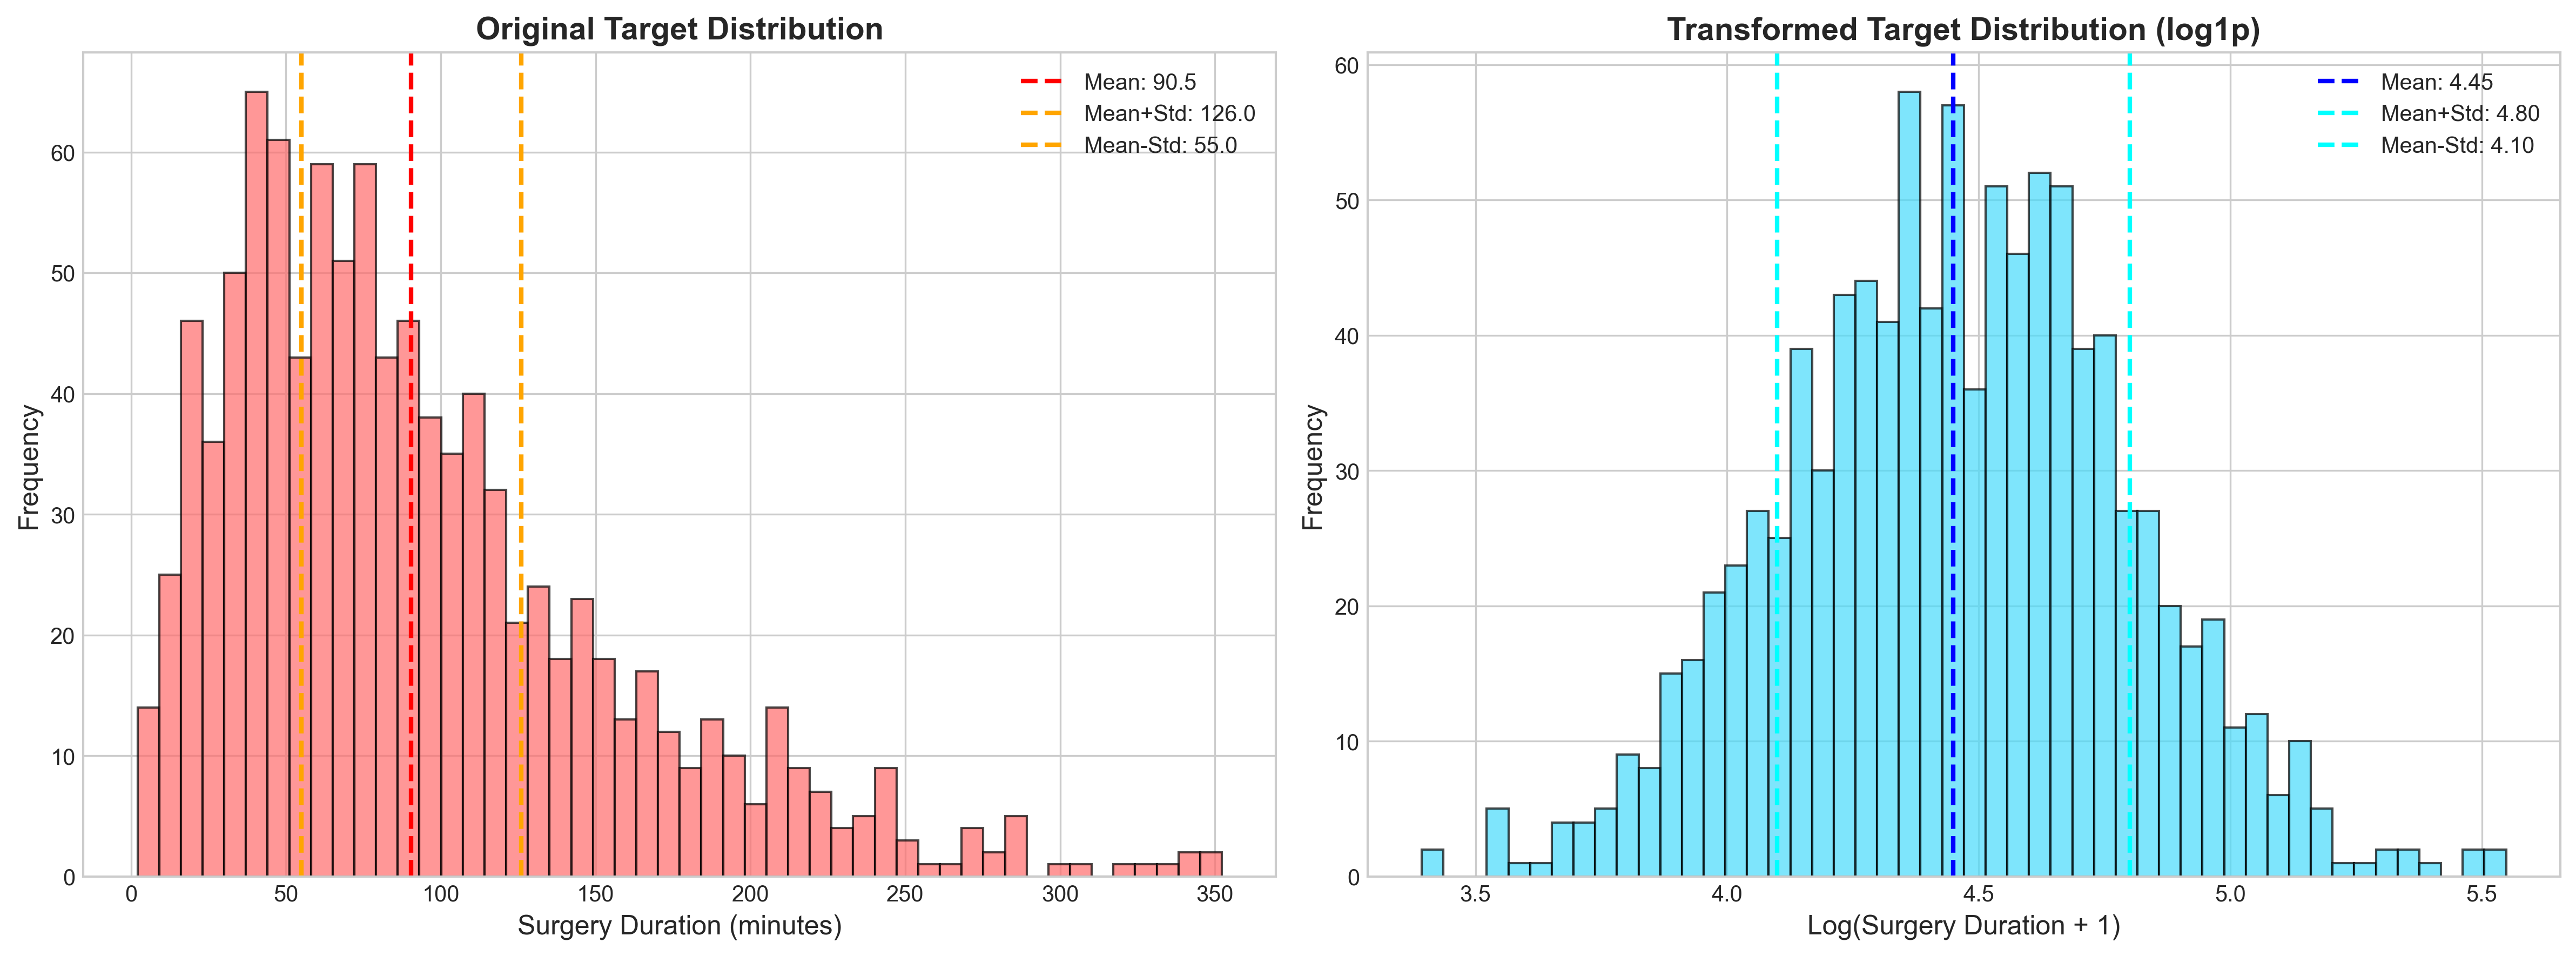 Original Target Distribution
Mean: 90.5
Mean+Std: 126.0
Mean-Std: 55.0
Frequency
60
50
40
30
20
10
0
0 50 100 150 200 250 300 350
Surgery Duration (minutes)
Transformed Target Distribution (log1p)
Mean: 4.45
Mean+Std: 4.80
Mean-Std: 4.10
Frequency
60
50
40
30
20
10
0
3.5 4.0 4.5 5.0 5.5
Log(Surgery Duration + 1)